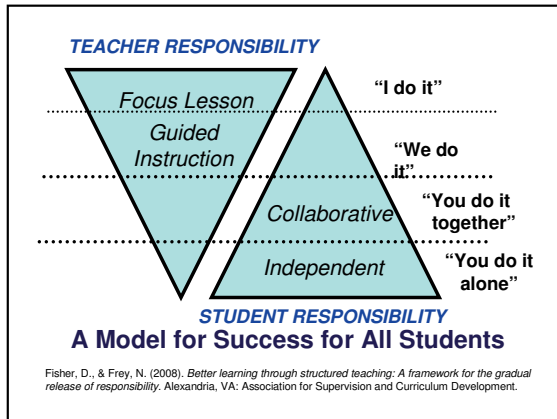 TEACHER RESPONSIBILITY
Focus Lesson
“I do it”
Guided
Instruction
“We do
it”
Collaborative
“You do it
together”
Independent
“You do it
alone”
STUDENT RESPONSIBILITY
A Model for Success for All Students
Fisher, D., & Frey, N. (2008). Better learning through structured teaching: A framework for the gradual
release of responsibility. Alexandria, VA: Association for Supervision and Curriculum Development.